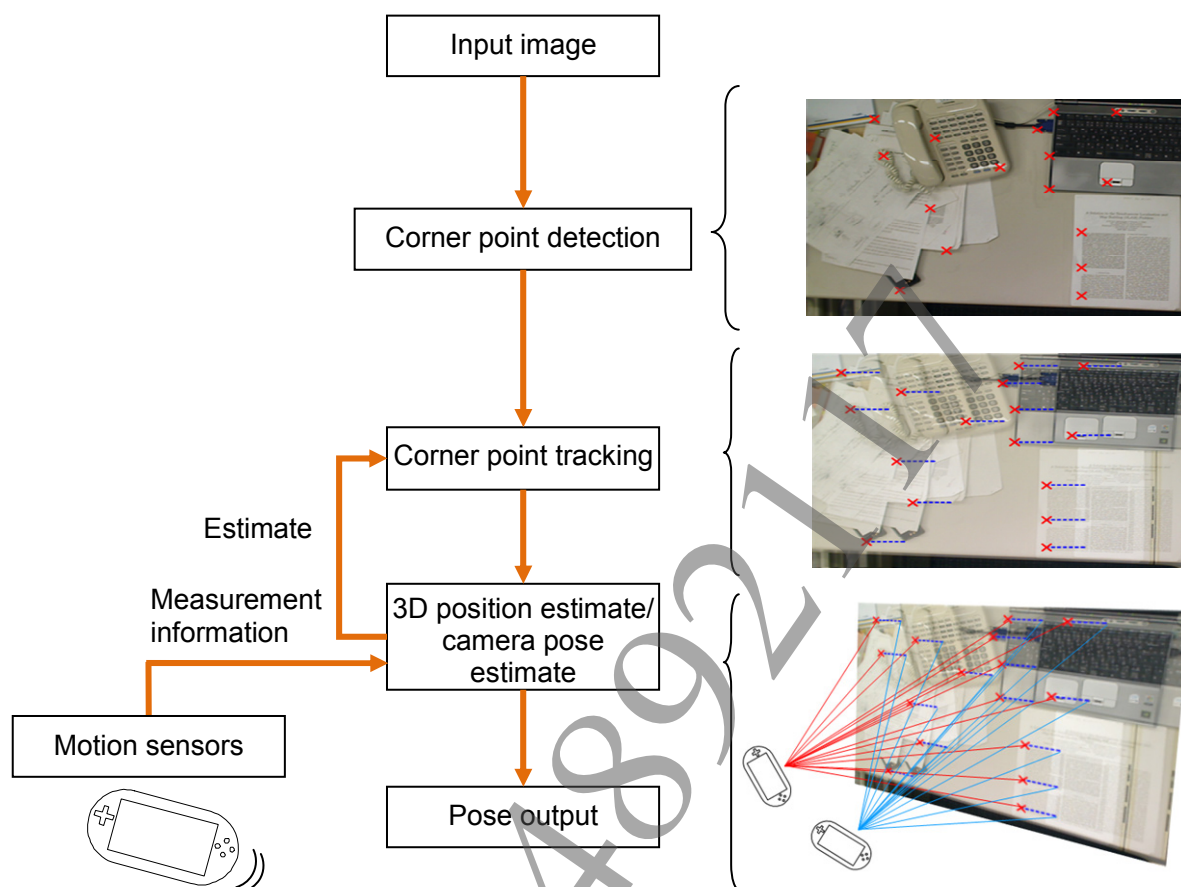 Input image
Corner point detection
Corner point tracking
Estimate
Measurement
information
3D position estimate/
camera pose
estimate
Motion sensors
Pose output
489217